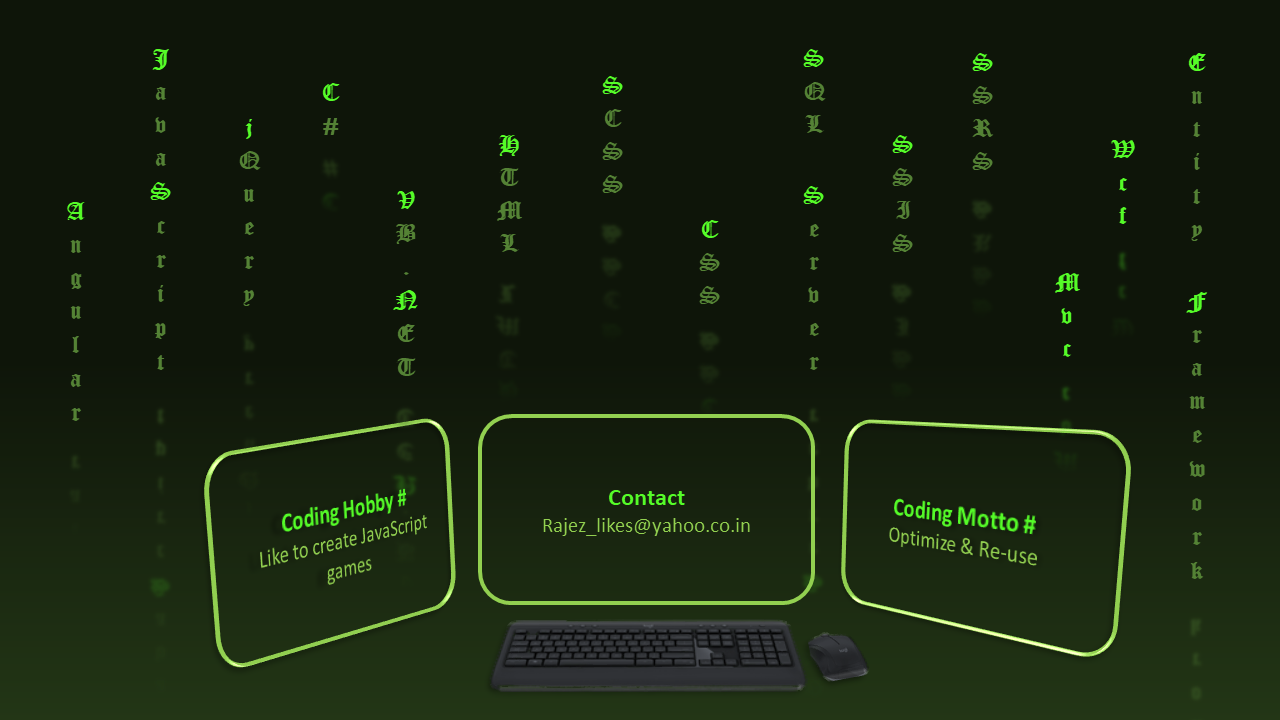 Angular
JavaScript
jQuery
C#
VB.NET
HTML
SCSS
CSS
SQL Server
SSIS
SSRS
Mvc
Wcf
Entity Framework
Coding Hobby #
Like to create JavaScript
games
Contact
Rajez_likes@yahoo.co.in
Coding Motto #
Optimize & Re-use